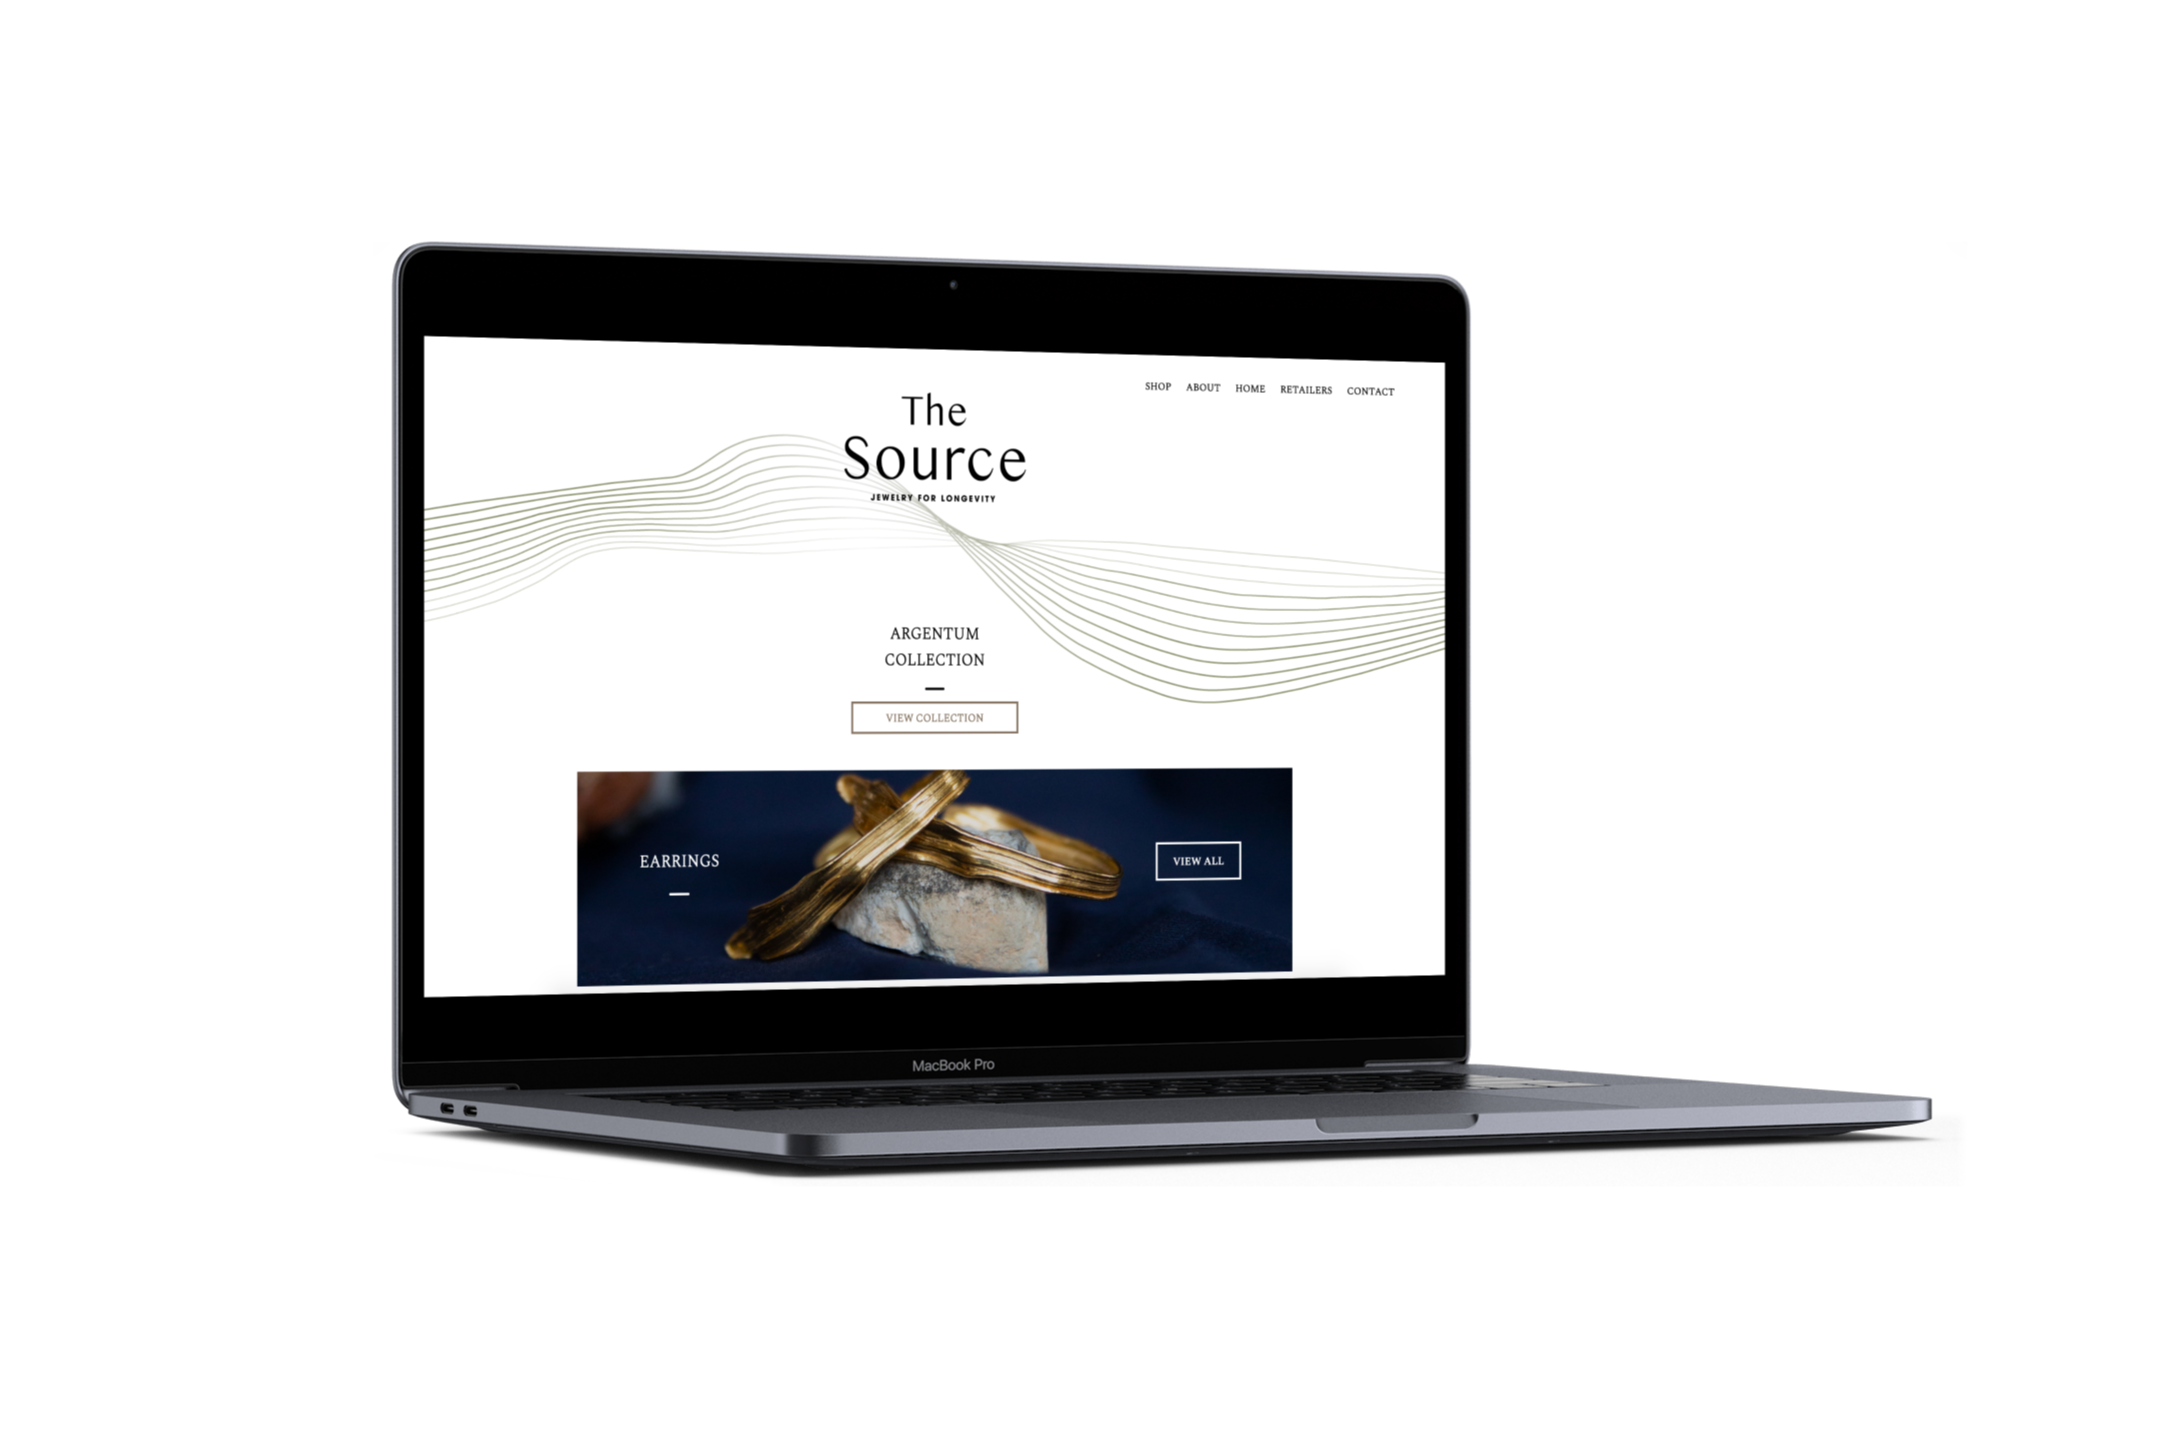 SHOP ABOUT HOME RETAILERS CONTACT
The
Source
JEWELRY FOR LONGEVITY
ARGENTUM
COLLECTION
VIEW COLLECTION
EARRINGS
VIEW ALL
MacBook Pro